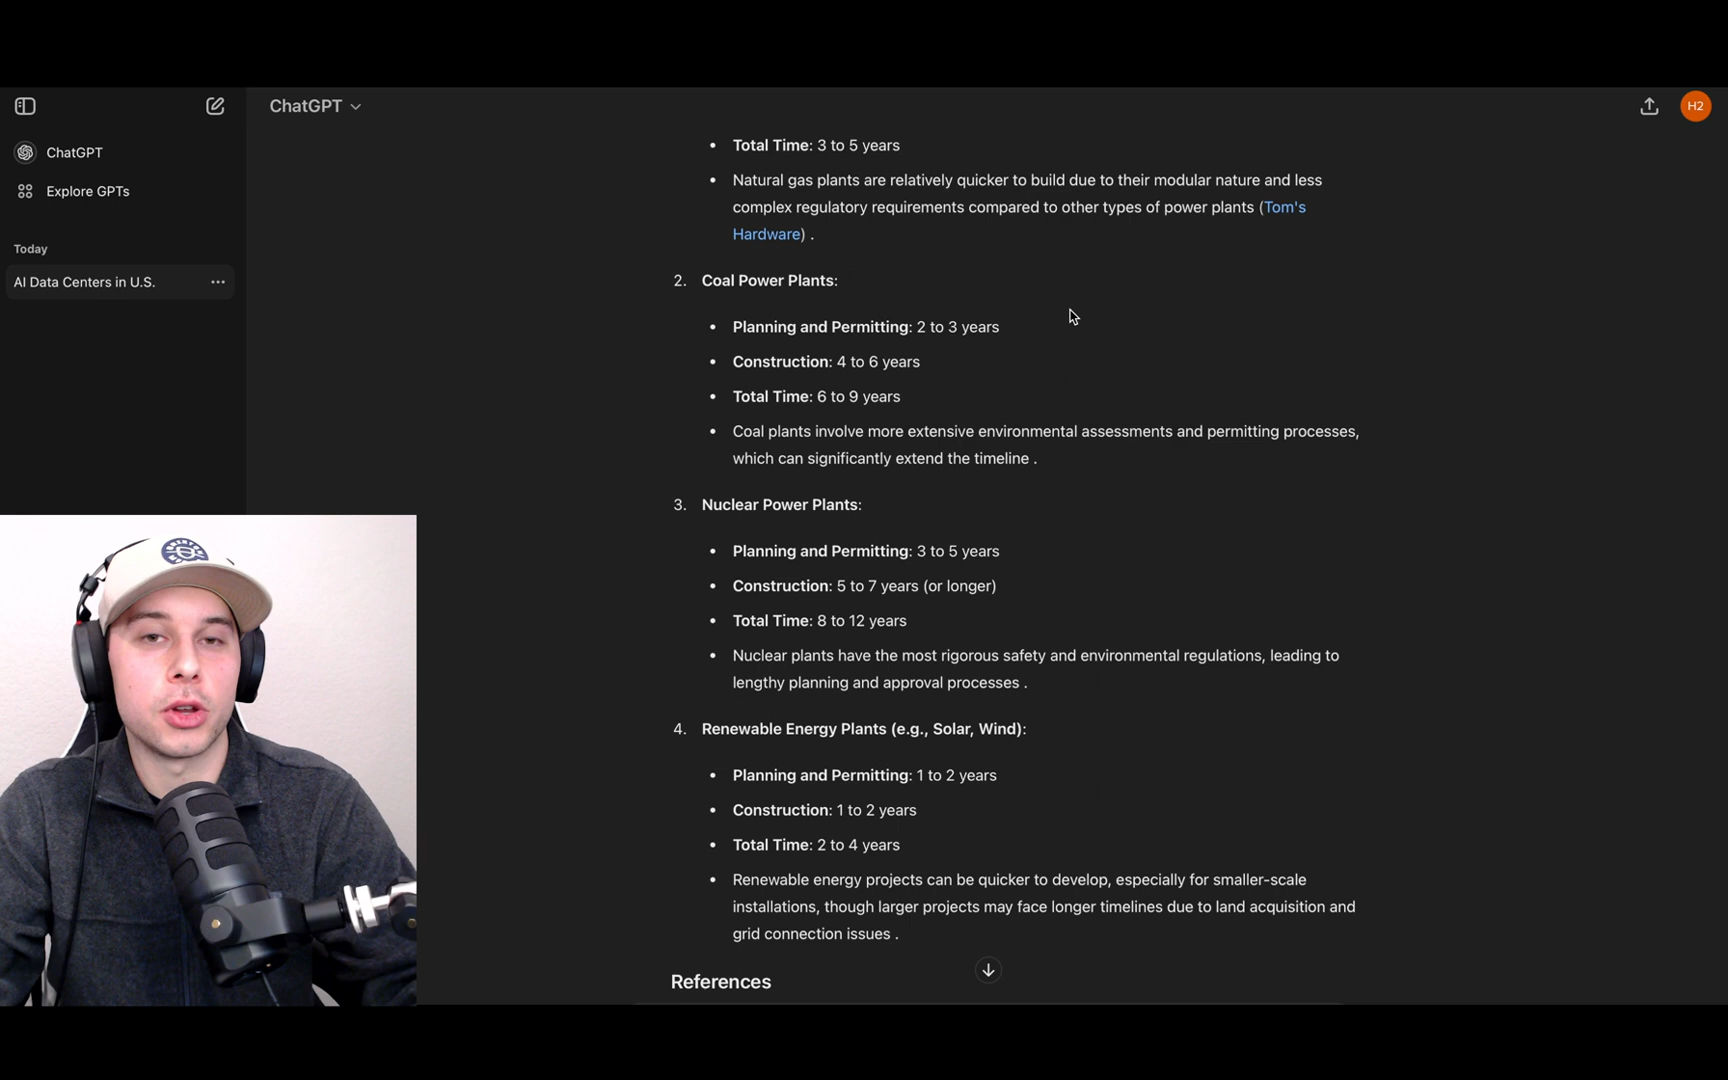 ChatGPT
H2
ChatGPT
Explore GPTs
Today
AI Data Centers in U.S.
• Total Time: 3 to 5 years
• Natural gas plants are relatively quicker to build due to their modular nature and less
complex regulatory requirements compared to other types of power plants (Tom's
Hardware) .
2. Coal Power Plants:
• Planning and Permitting: 2 to 3 years
• Construction: 4 to 6 years
• Total Time: 6 to 9 years
• Coal plants involve more extensive environmental assessments and permitting processes,
which can significantly extend the timeline .
3. Nuclear Power Plants:
• Planning and Permitting: 3 to 5 years
• Construction: 5 to 7 years (or longer)
• Total Time: 8 to 12 years
• Nuclear plants have the most rigorous safety and environmental regulations, leading to
lengthy planning and approval processes .
4. Renewable Energy Plants (e.g., Solar, Wind):
• Planning and Permitting: 1 to 2 years
• Construction: 1 to 2 years
• Total Time: 2 to 4 years
• Renewable energy projects can be quicker to develop, especially for smaller-scale
installations, though larger projects may face longer timelines due to land acquisition and
grid connection issues .
References